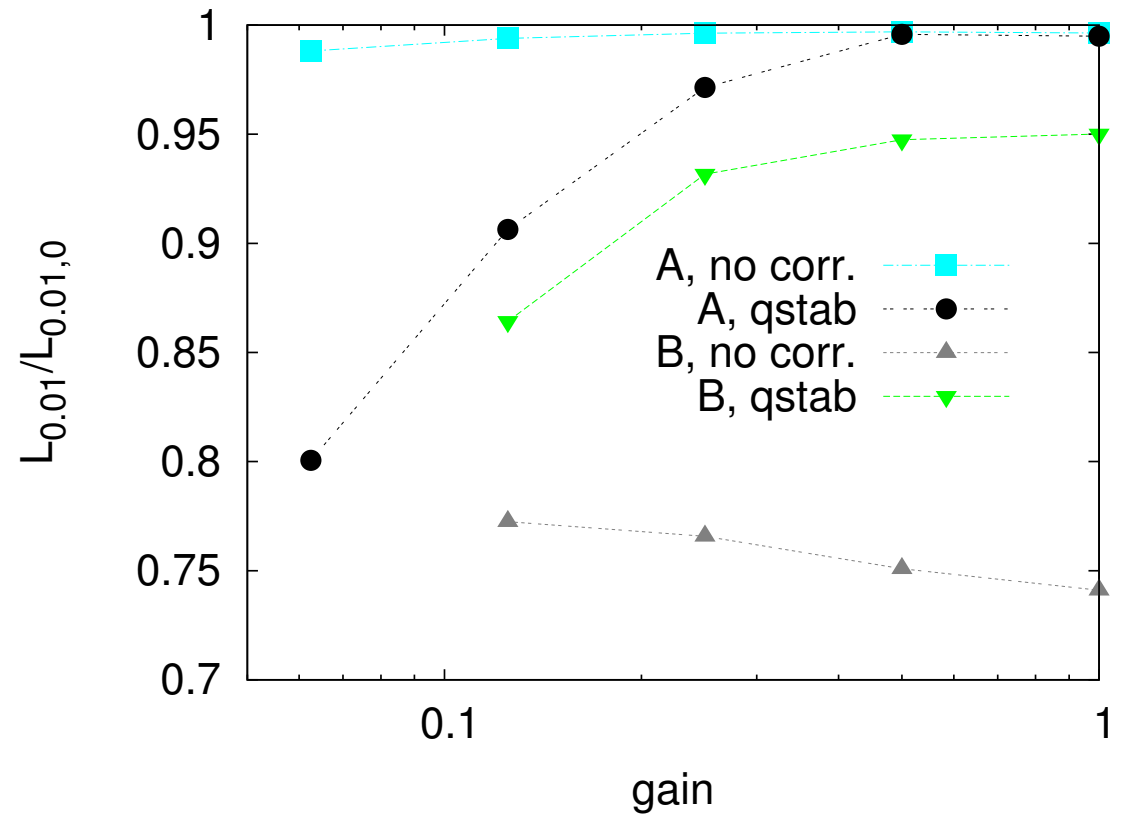 1
0.95
0.9
0.85
0.8
0.75
0.7
L0.01/L0.01,0
A, no corr.
A, qstab
B, no corr.
B, qstab
0.1
1
gain